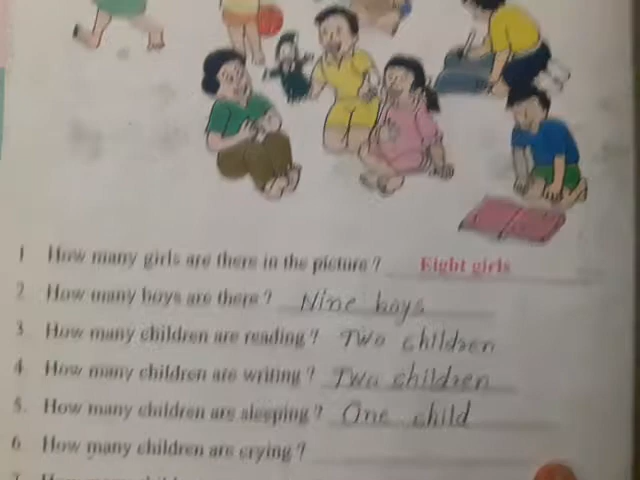 1 How many girls are there in the picture? Eight girls
2 How many boys are there? Nine boys
3. How many children are reading? Two children
4. How many children are writing? Two children
5. How many children are sleeping? One child
6 How many children are crying?